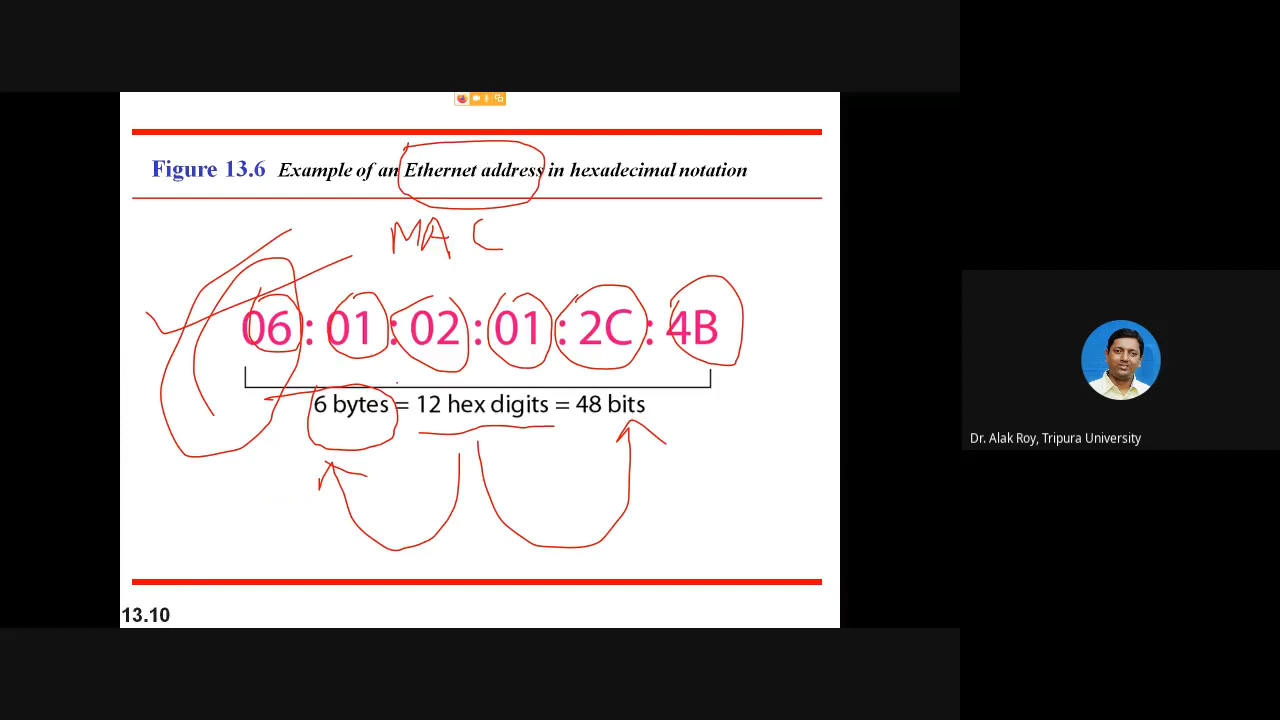 Figure 13.6 Example of an Ethernet address in hexadecimal notation
MAC
06 : 01 : 02 : 01 : 2C : 4B
6 bytes = 12 hex digits = 48 bits
Dr. Alak Roy, Tripura University
13.10